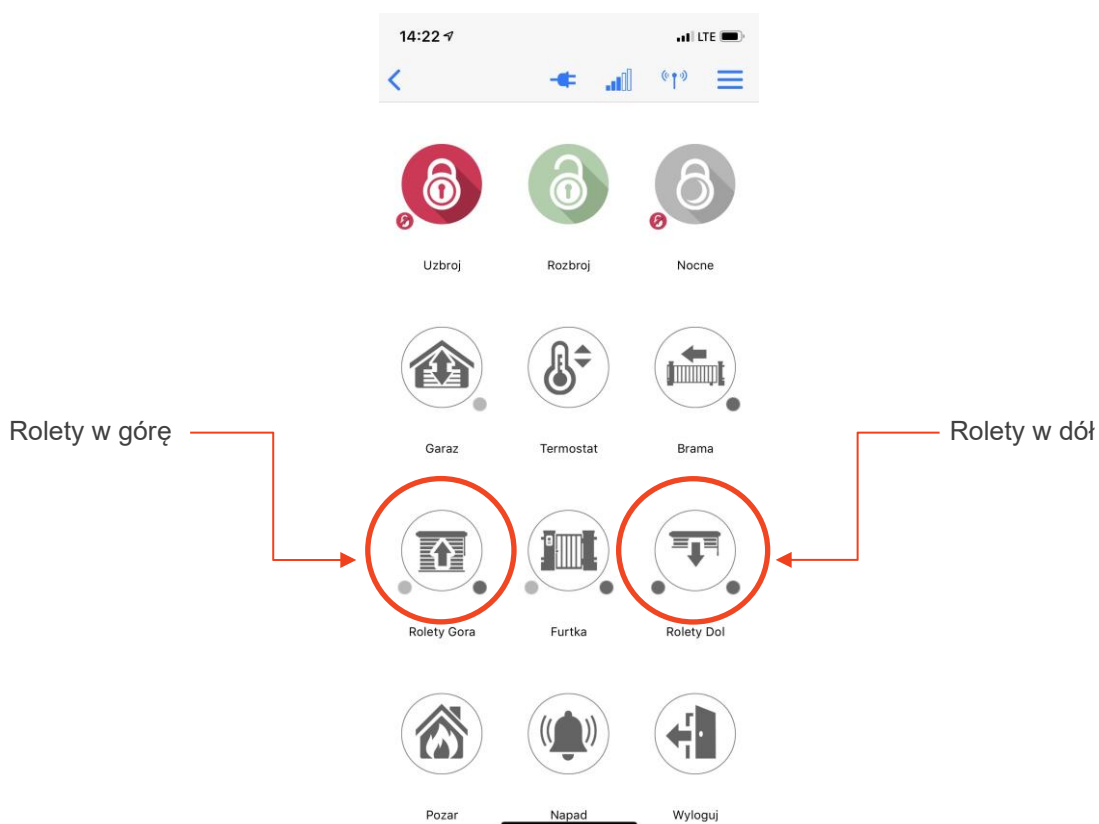 14:22
LTE
Uzbroj
Rozbroj
Nocne
Garaz
Termostat
Brama
Rolety w górę
Rolety w dół
Rolety Gora
Furtka
Rolety Dol
Pozar
Napad
Wyloguj